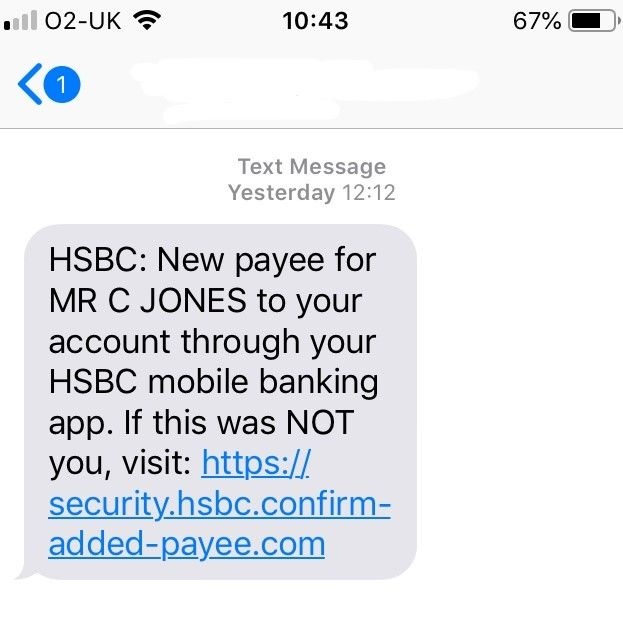 O2-UK 10:43 67%
1
Text Message
Yesterday 12:12
HSBC: New payee for
MR C JONES to your
account through your
HSBC mobile banking
app. If this was NOT
you, visit: https://
security.hsbc.confirm-
added-payee.com